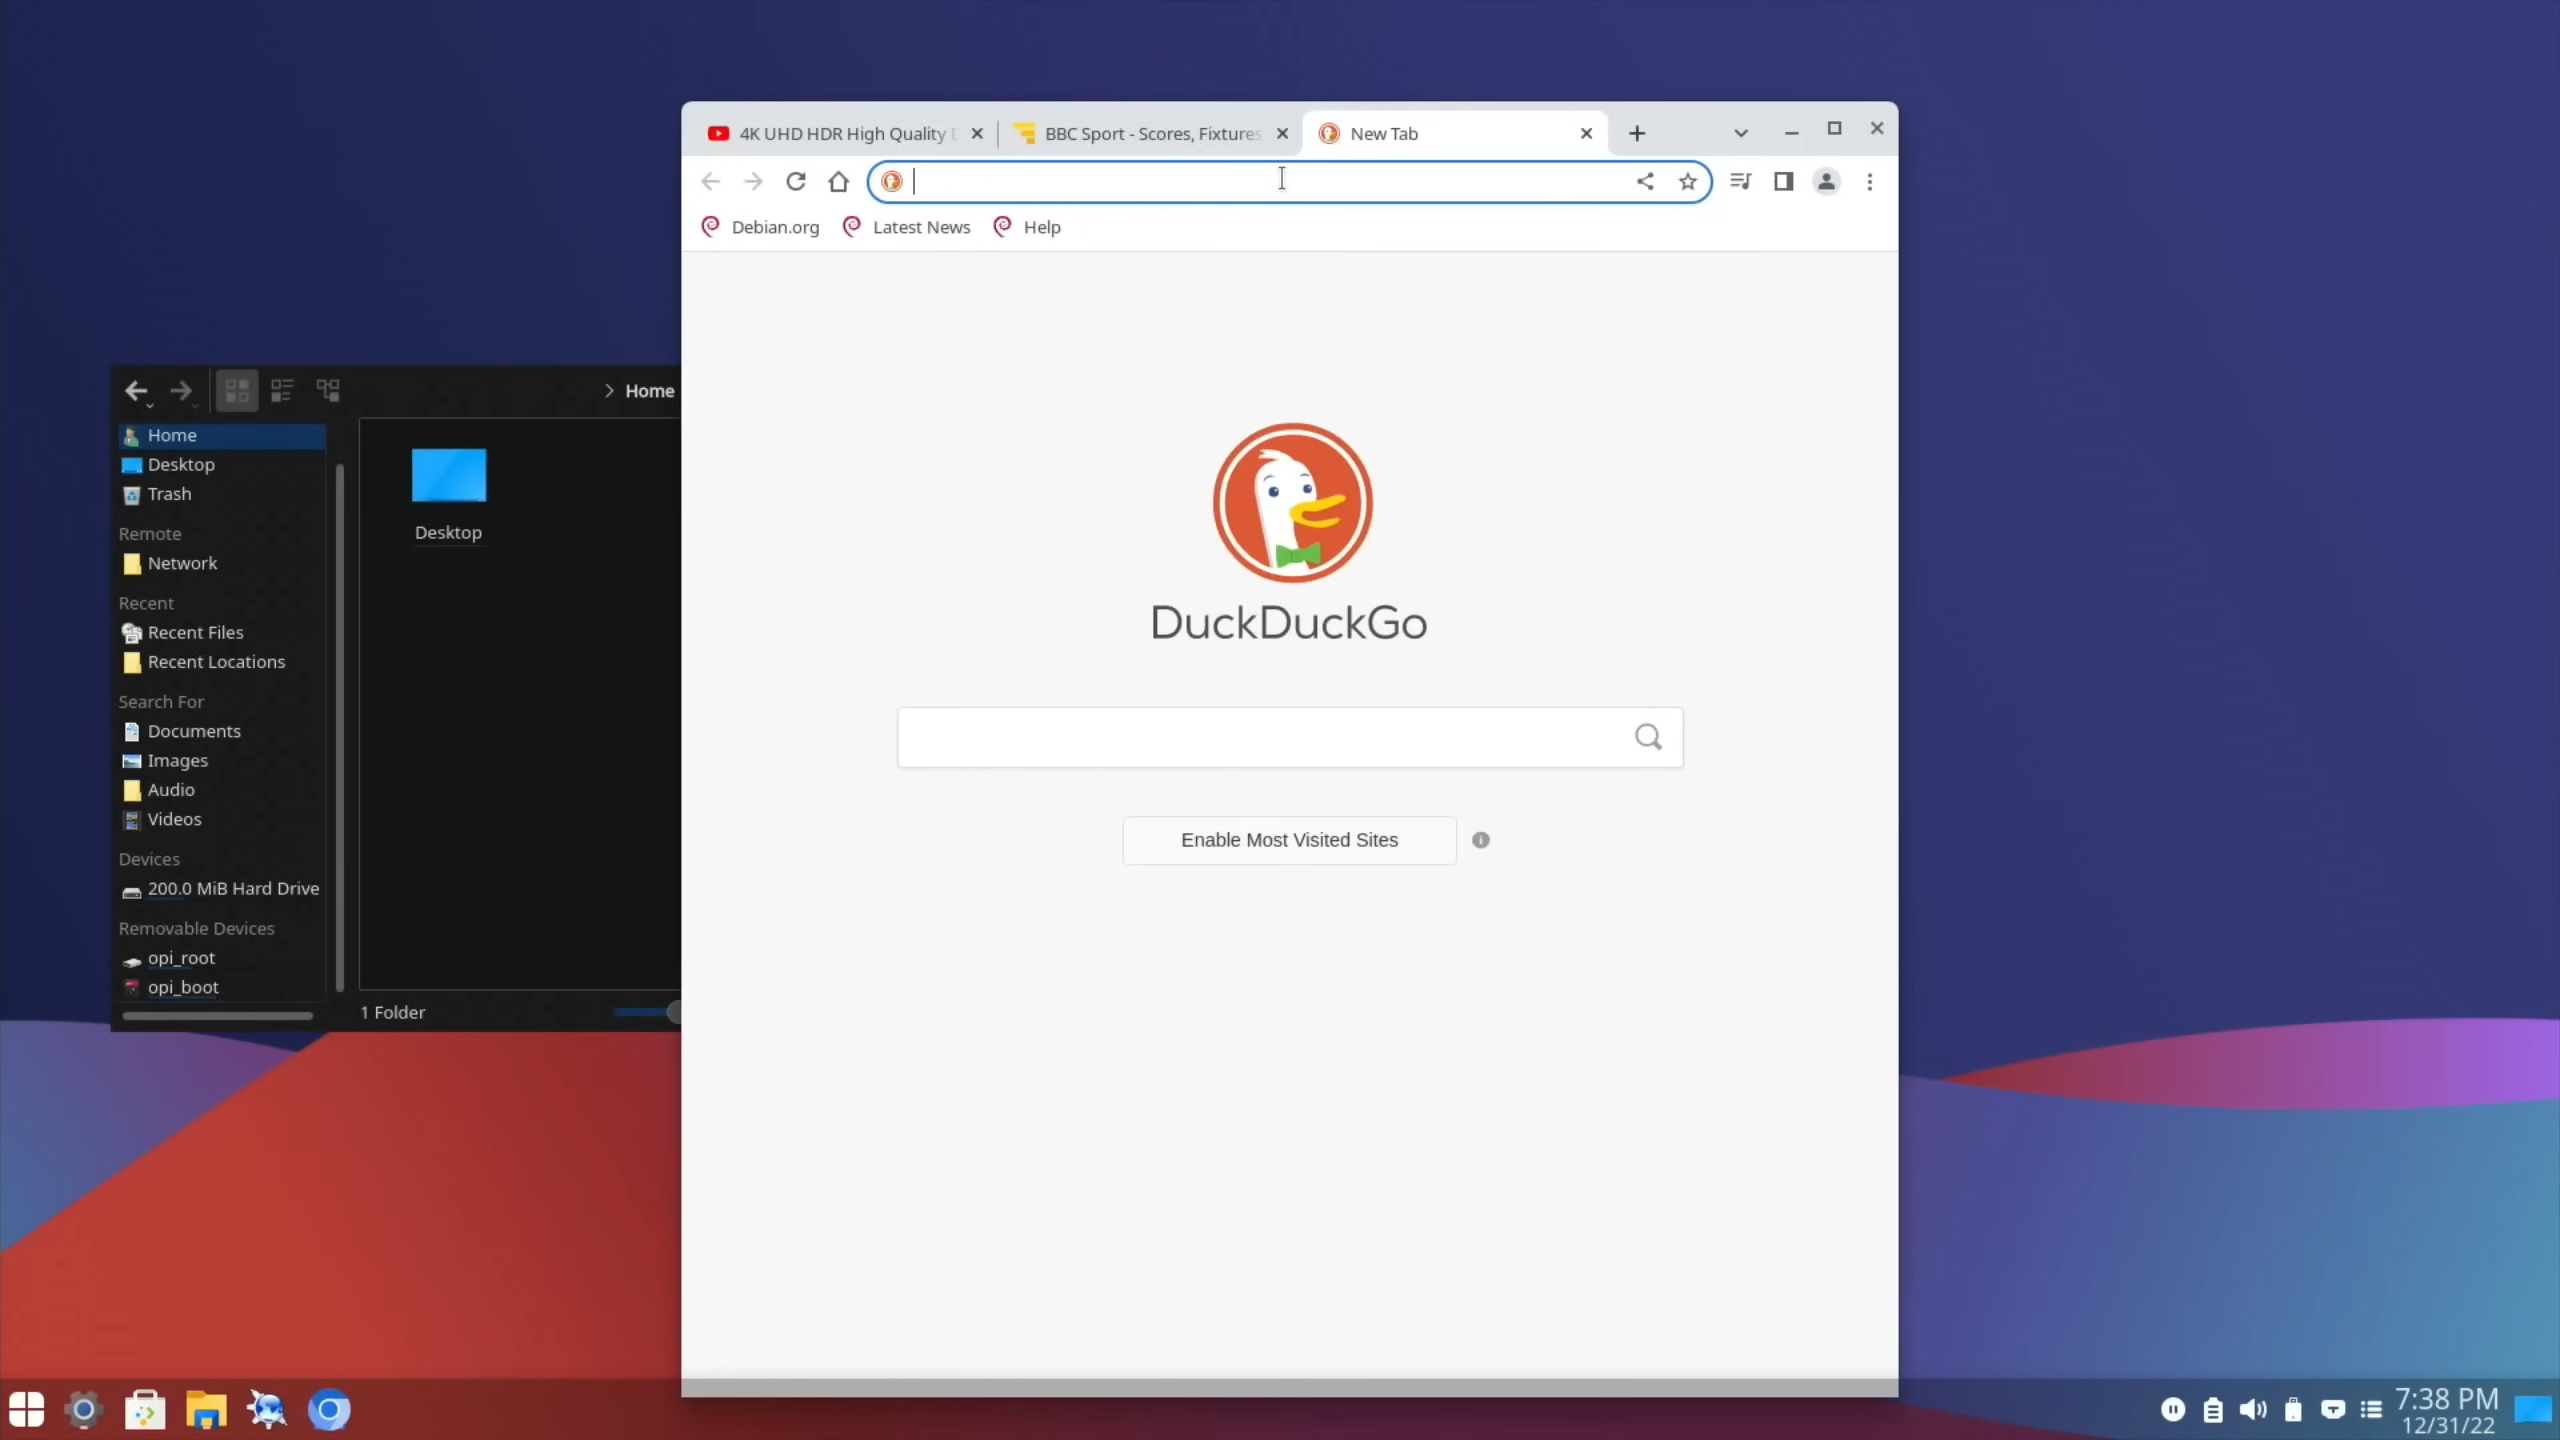 4K UHD HDR High Quality
BBC Sport - Scores, Fixtures
New Tab
Debian.org
Latest News
Help
DuckDuckGo
Enable Most Visited Sites
Home
Home
Desktop
Trash
Remote
Network
Recent
Recent Files
Recent Locations
Search For
Documents
Images
Audio
Videos
Devices
200.0 MiB Hard Drive
Removable Devices
opi_root
opi_boot
Desktop
1 Folder
7:38 PM
12/31/22